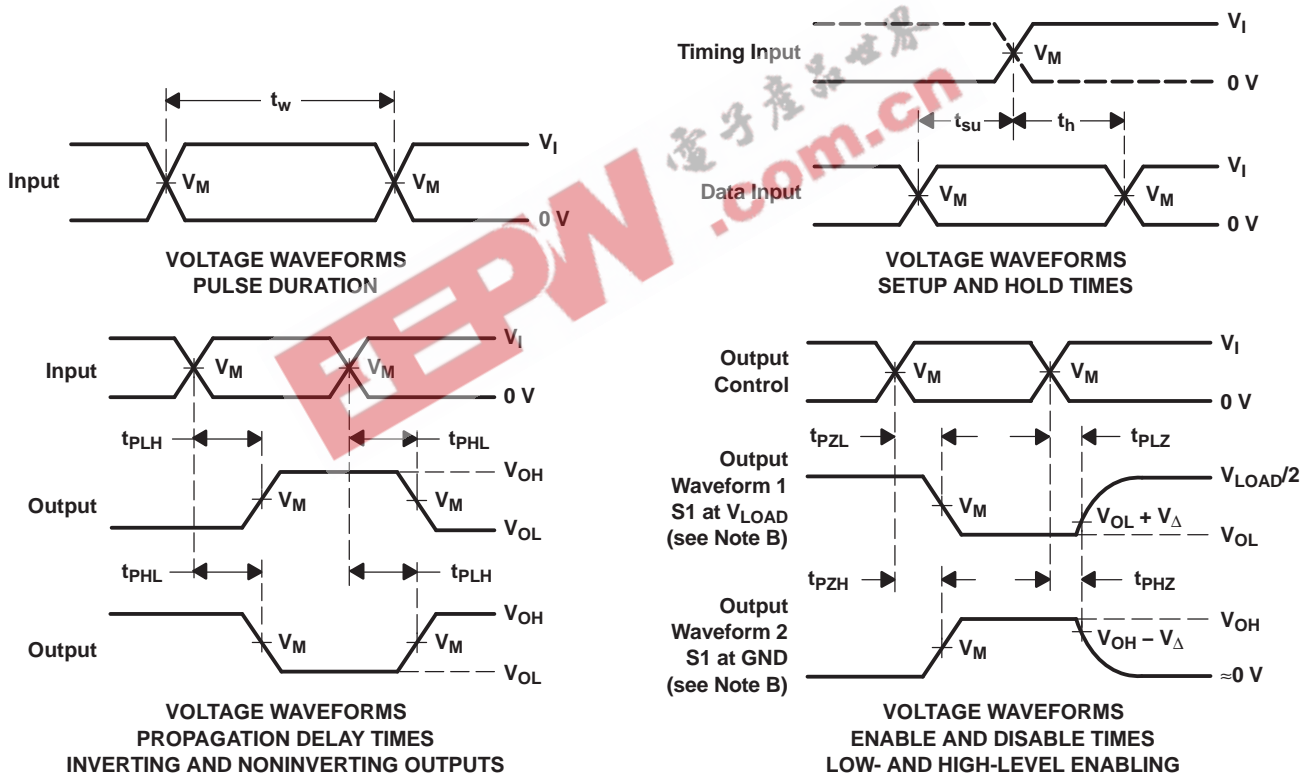 t_w
Input
V_M
V_M
V_I
0 V
VOLTAGE WAVEFORMS
PULSE DURATION
Timing Input
V_M
V_I
0 V
t_su
t_h
Data Input
V_M
V_M
V_I
0 V
VOLTAGE WAVEFORMS
SETUP AND HOLD TIMES
Input
V_M
V_M
V_I
0 V
t_PLH
t_PHL
Output
V_M
V_M
V_OH
V_OL
t_PHL
t_PLH
Output
V_M
V_M
V_OH
V_OL
VOLTAGE WAVEFORMS
PROPAGATION DELAY TIMES
INVERTING AND NONINVERTING OUTPUTS
Output
Control
V_M
V_M
V_I
0 V
t_PZL
t_PLZ
Output
Waveform 1
S1 at V_LOAD
(see Note B)
V_M
V_LOAD/2
V_OL + V_Δ
V_OL
t_PZH
t_PHZ
Output
Waveform 2
S1 at GND
(see Note B)
V_M
V_OH
V_OH − V_Δ
≈0 V
VOLTAGE WAVEFORMS
ENABLE AND DISABLE TIMES
LOW- AND HIGH-LEVEL ENABLING
EEPW
.com.cn
電子產品世界